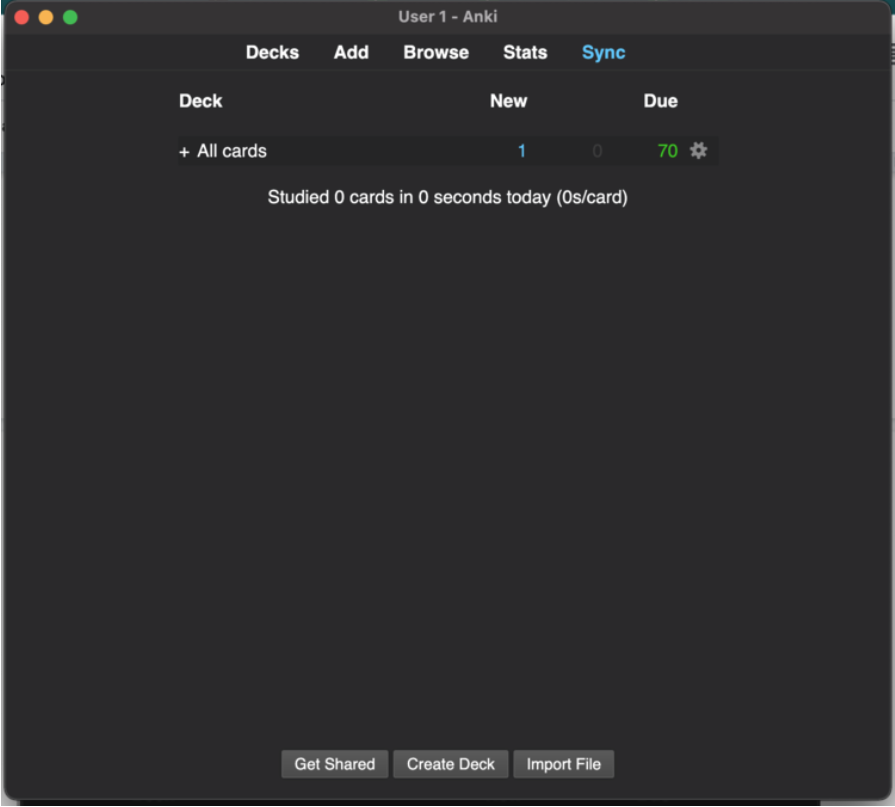 User 1 - Anki
Decks Add Browse Stats Sync
Deck New Due
+ All cards 1 0 70
Studied 0 cards in 0 seconds today (0s/card)
Get Shared Create Deck Import File